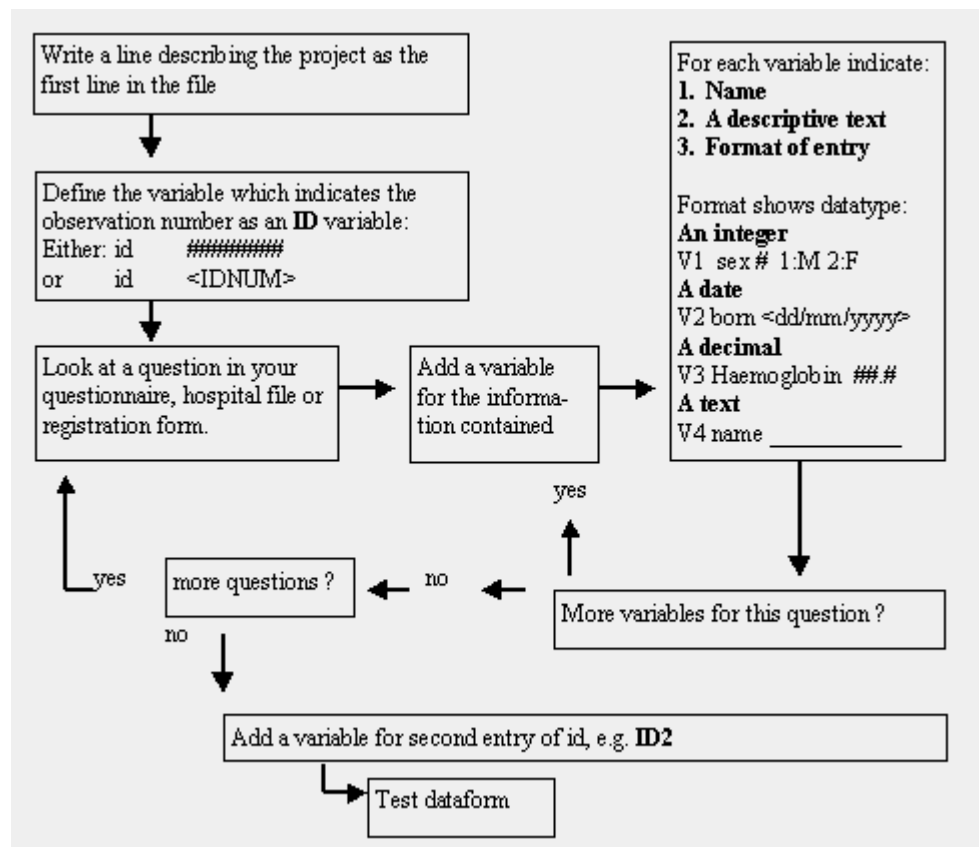 Write a line describing the project as the
first line in the file
Define the variable which indicates the
observation number as an ID variable:
Either: id ########
or id <IDNUM>
Look at a question in your
questionnaire, hospital file or
registration form.
Add a variable
for the informa-
tion contained
For each variable indicate:
1. Name
2. A descriptive text
3. Format of entry
Format shows datatype:
An integer
V1 sex # 1:M 2:F
A date
V2 born <dd/mm/yyyy>
A decimal
V3 Haemoglobin ##.#
A text
V4 name ___________
More variables for this question ?
yes
no
more questions ?
yes
no
Add a variable for second entry of id, e.g. ID2
Test dataform